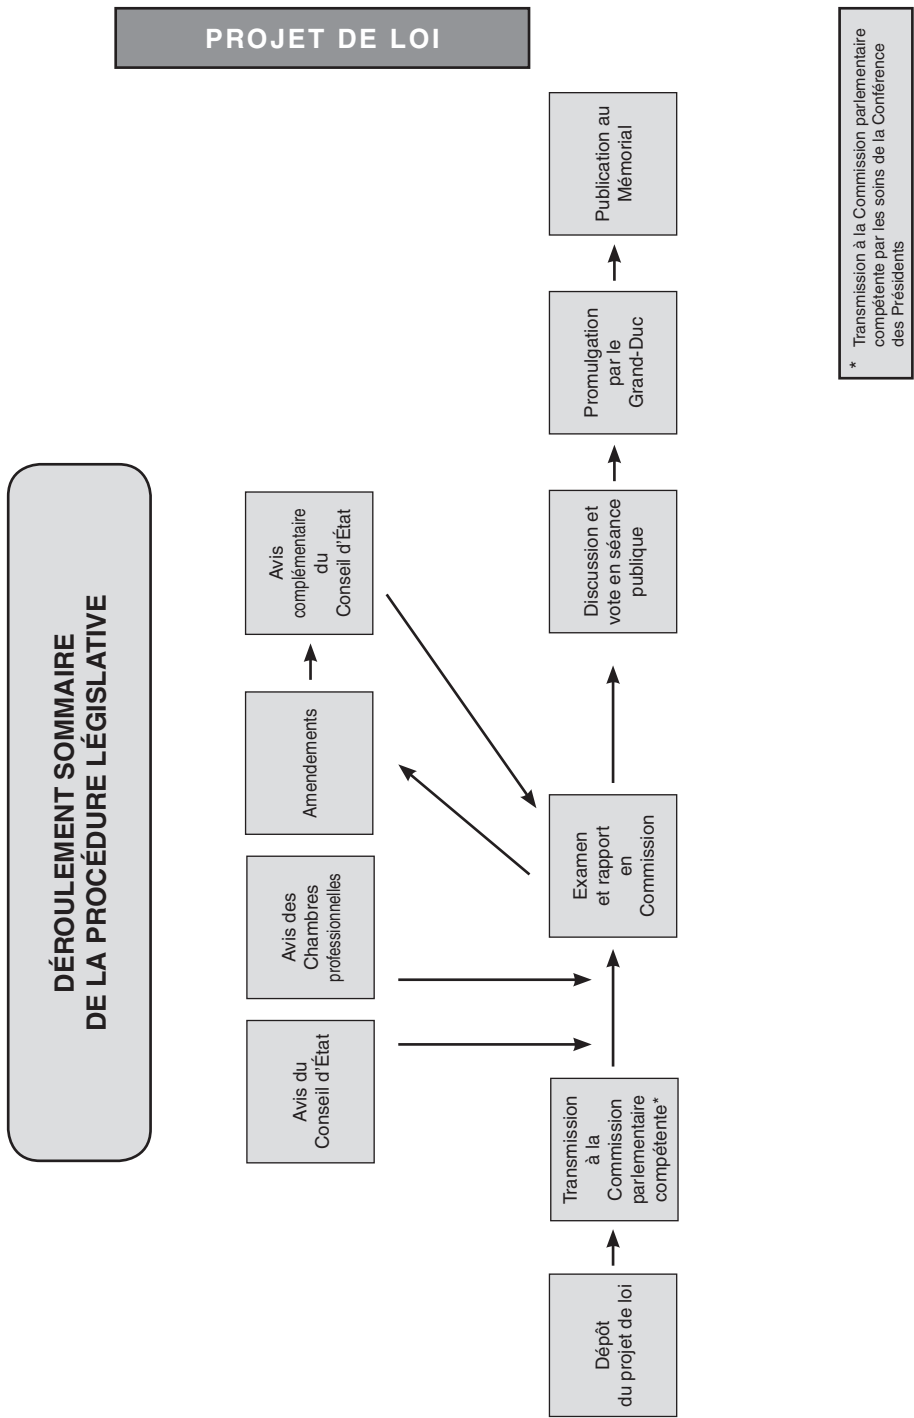 PROJET DE LOI
DÉROULEMENT SOMMAIRE
DE LA PROCÉDURE LÉGISLATIVE
Avis du
Conseil d'État
Avis des
Chambres
professionnelles
Amendements
Avis
complémentaire
du
Conseil d'État
Dépôt
du projet de loi
Transmission
à la
Commission
parlementaire
compétente*
Examen
et rapport
en
Commission
Discussion et
vote en séance
publique
Promulgation
par le
Grand-Duc
Publication au
Mémorial
* Transmission à la Commission parlementaire
compétente par les soins de la Conférence
des Présidents